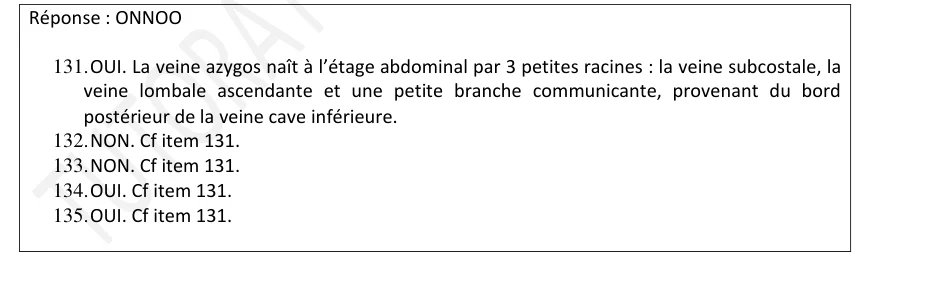 Réponse : ONNOO
131.OUI. La veine azygos naît à l’étage abdominal par 3 petites racines : la veine subcostale, la
veine lombale ascendante et une petite branche communicante, provenant du bord
postérieur de la veine cave inférieure.
132.NON. Cf item 131.
133.NON. Cf item 131.
134.OUI. Cf item 131.
135.OUI. Cf item 131.